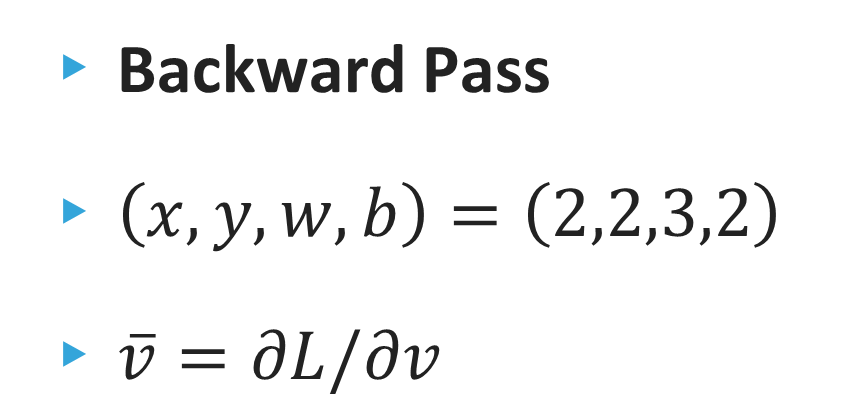 ▸ Backward Pass
▸ (x, y, w, b) = (2,2,3,2)
▸ v̄ = ∂L/∂v